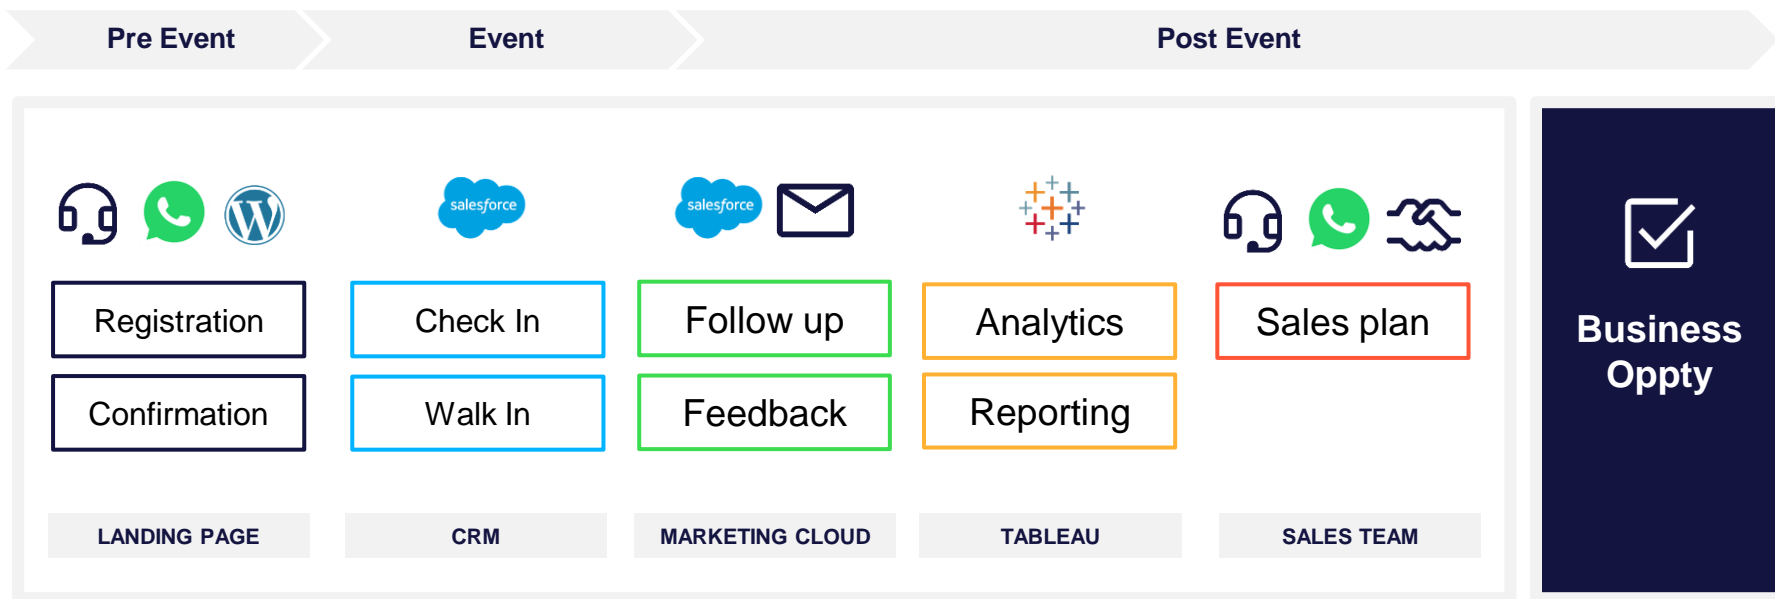 Pre Event
Event
Post Event
salesforce
salesforce
Registration
Check In
Follow up
Analytics
Sales plan
Confirmation
Walk In
Feedback
Reporting
LANDING PAGE
CRM
MARKETING CLOUD
TABLEAU
SALES TEAM
Business
Oppty